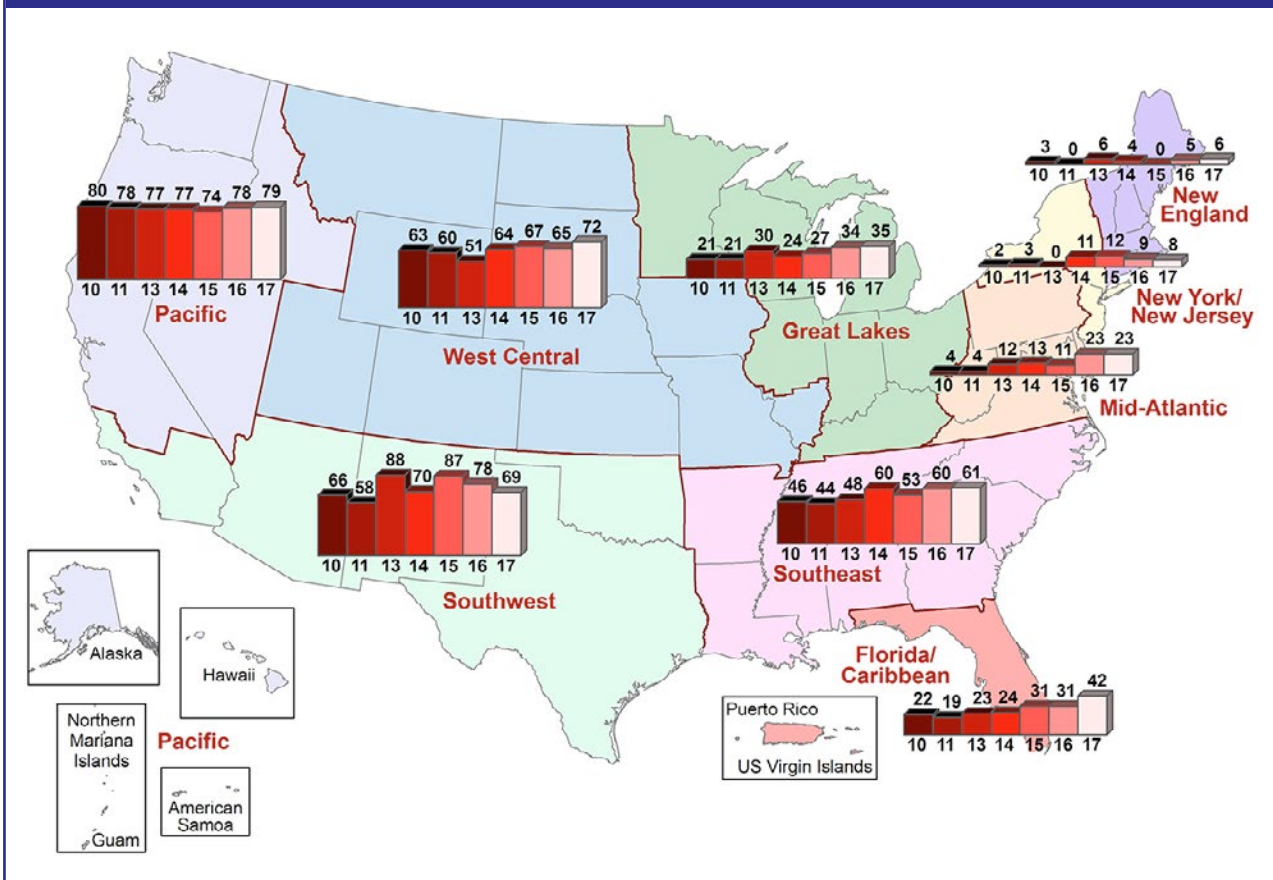 80 78 77 77 74 78 79
10 11 13 14 15 16 17
Pacific
63 60 51 64 67 65 72
10 11 13 14 15 16 17
West Central
21 21 30 24 27 34 35
10 11 13 14 15 16 17
Great Lakes
3 0 6 4 0 5 6
10 11 13 14 15 16 17
New
England
2 3 0 11 12 9 8
10 11 13 14 15 16 17
New York/
New Jersey
4 4 12 13 11 23 23
10 11 13 14 15 16 17
Mid-Atlantic
66 58 88 70 87 78 69
10 11 13 14 15 16 17
Southwest
46 44 48 60 53 60 61
10 11 13 14 15 16 17
Southeast
Florida/
Caribbean
22 19 23 24 31 31 42
10 11 13 14 15 16 17
Alaska
Hawaii
Northern
Mariana
Islands
Guam
Pacific
American
Samoa
Puerto Rico
US Virgin Islands